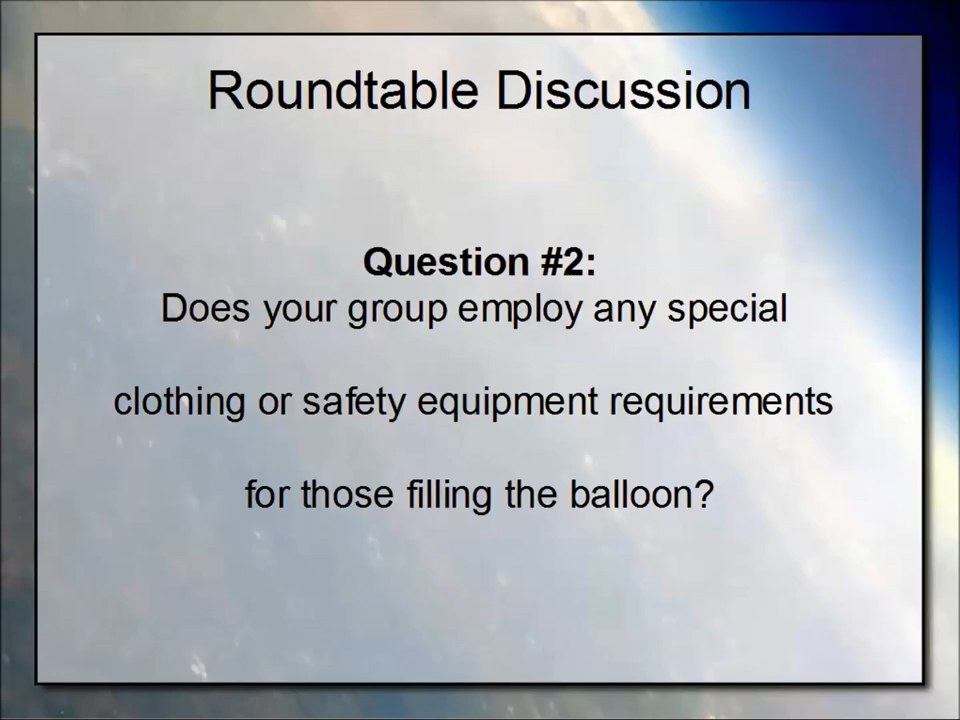 Roundtable Discussion
Question #2:
Does your group employ any special
clothing or safety equipment requirements
for those filling the balloon?